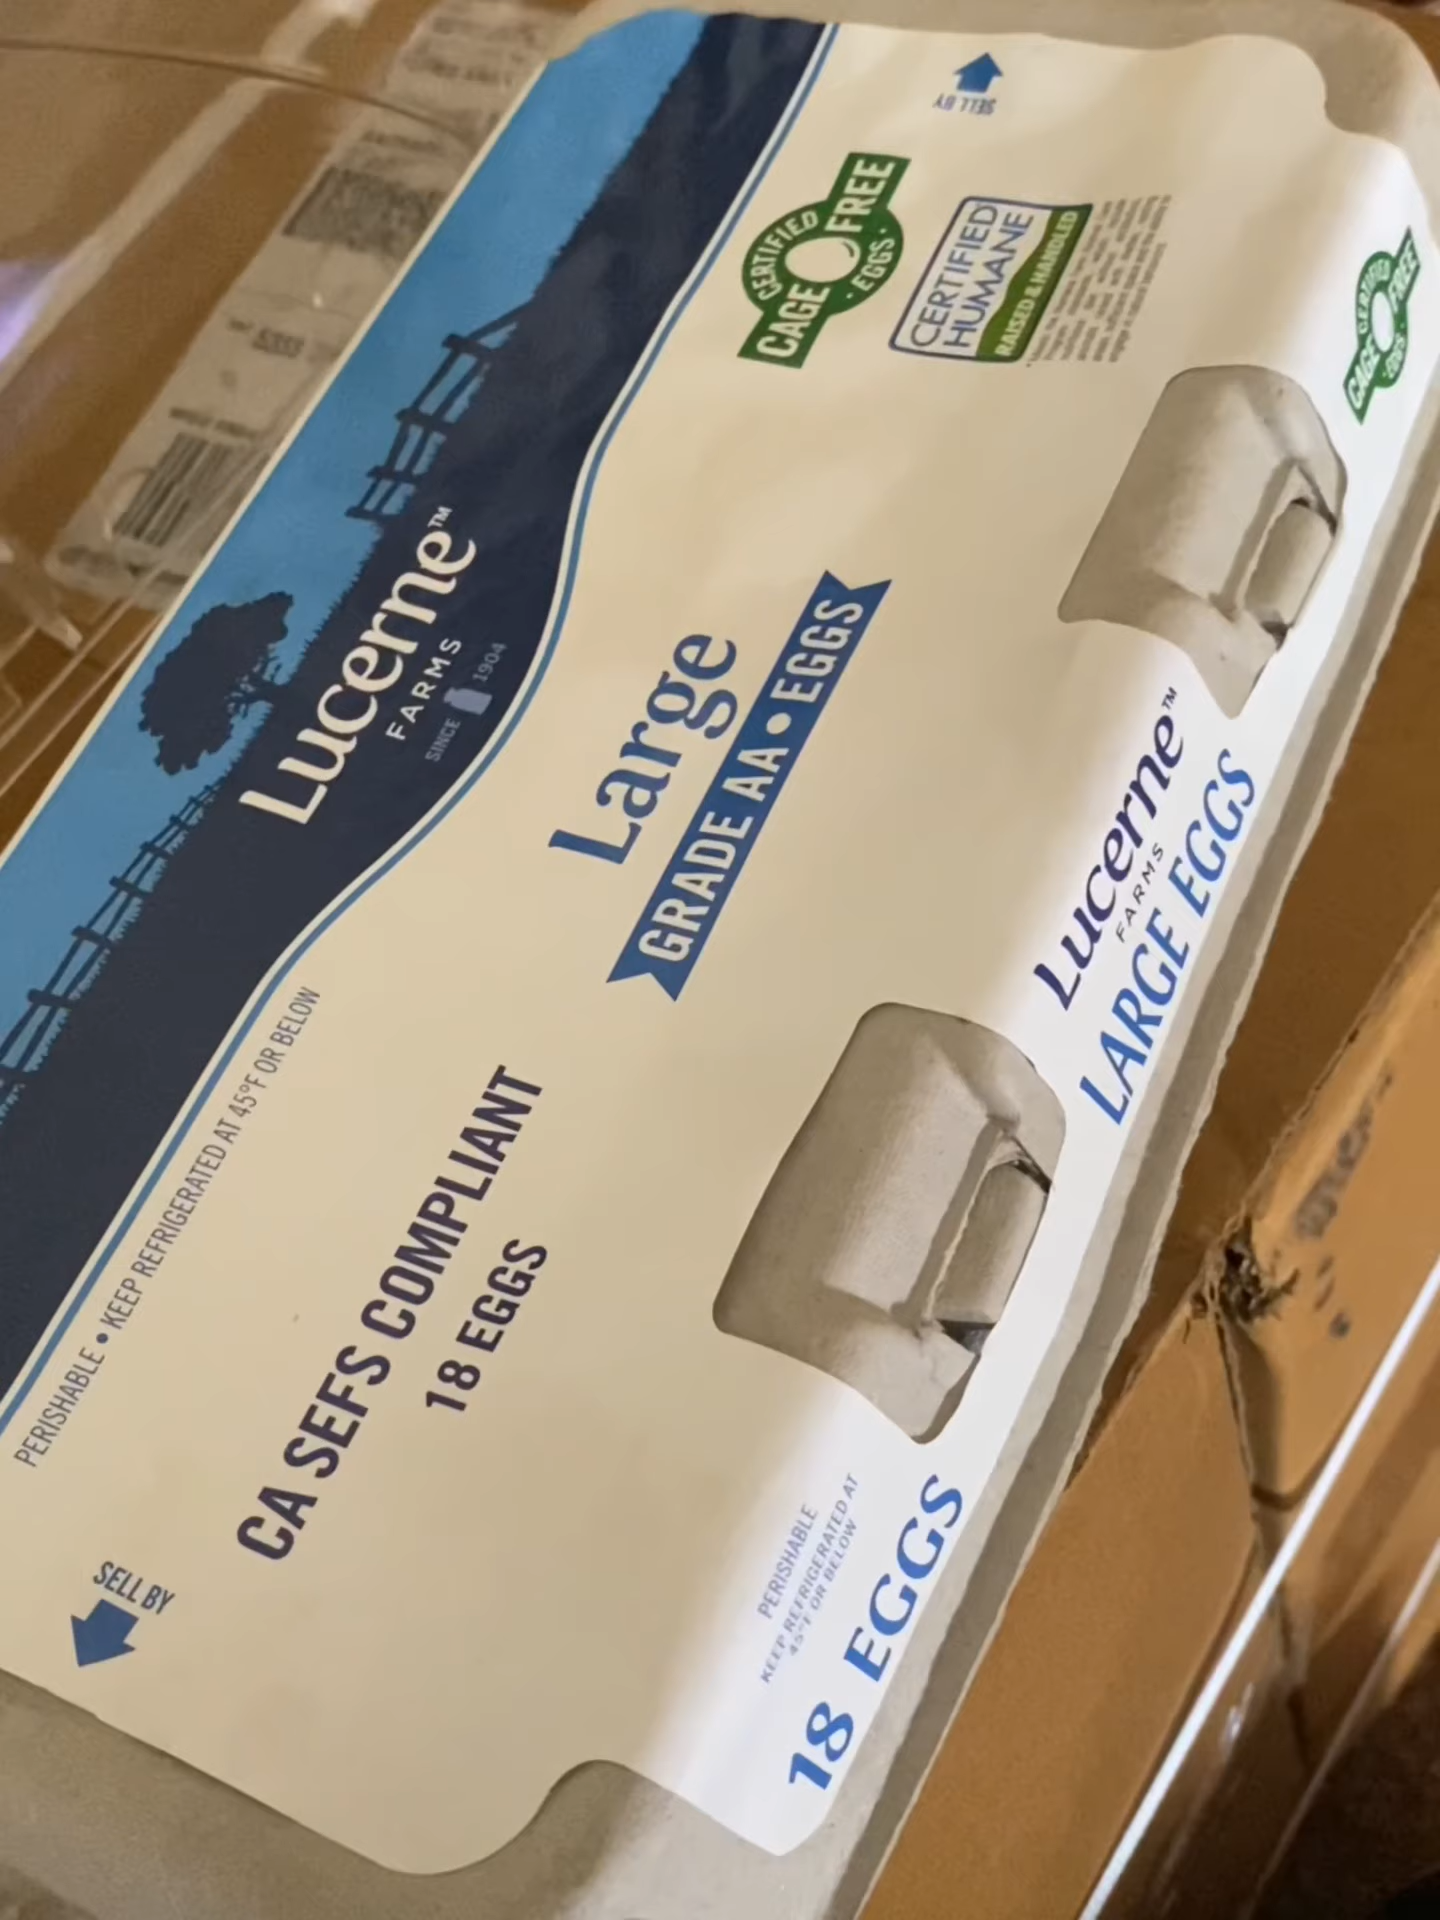 Lucerne™
FARMS
SINCE 1904
PERISHABLE • KEEP REFRIGERATED AT 45°F OR BELOW
Large
GRADE AA • EGGS
CA SEFS COMPLIANT
18 EGGS
SELL BY
SELL BY
CERTIFIED
CAGE FREE
• EGGS •
CERTIFIED
HUMANE
RAISED & HANDLED
CERTIFIED
CAGE FREE
• EGGS •
Lucerne™
FARMS
LARGE EGGS
PERISHABLE
KEEP REFRIGERATED AT
45°F OR BELOW
18 EGGS